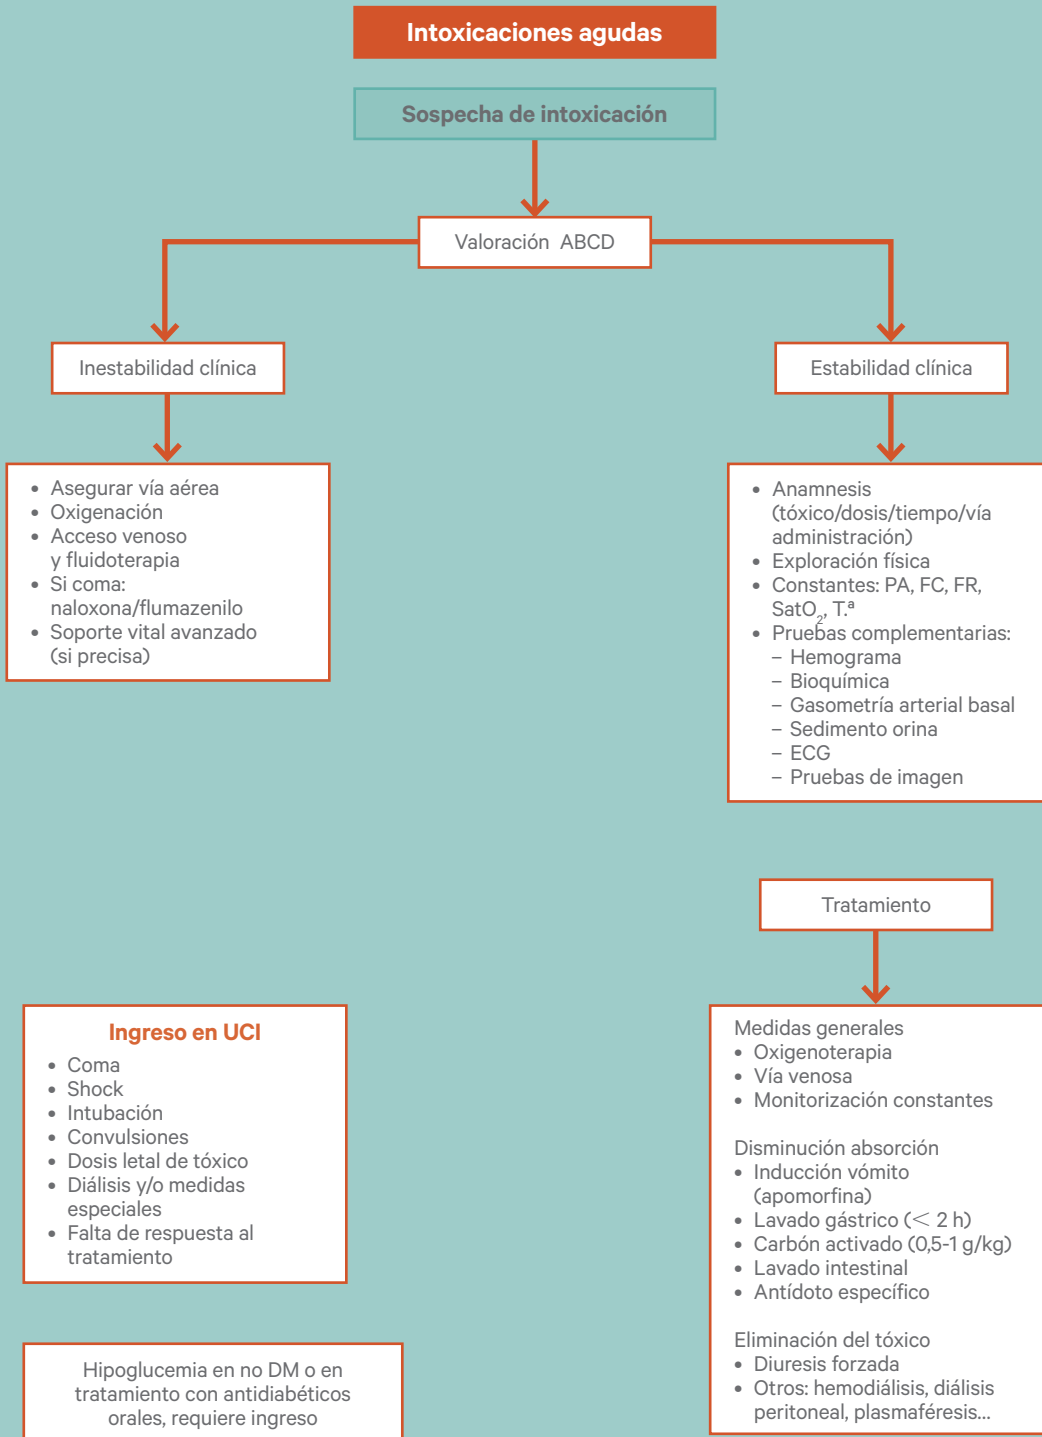 Intoxicaciones agudas
Sospecha de intoxicación
Valoración ABCD
Inestabilidad clínica
Estabilidad clínica
• Asegurar vía aérea
• Oxigenación
• Acceso venoso
y fluidoterapia
• Si coma:
naloxona/flumazenilo
• Soporte vital avanzado
(si precisa)
• Anamnesis
(tóxico/dosis/tiempo/vía
administración)
• Exploración física
• Constantes: PA, FC, FR,
SatO₂, T.ª
• Pruebas complementarias:
– Hemograma
– Bioquímica
– Gasometría arterial basal
– Sedimento orina
– ECG
– Pruebas de imagen
Tratamiento
Ingreso en UCI
• Coma
• Shock
• Intubación
• Convulsiones
• Dosis letal de tóxico
• Diálisis y/o medidas
especiales
• Falta de respuesta al
tratamiento
Medidas generales
• Oxigenoterapia
• Vía venosa
• Monitorización constantes
Disminución absorción
• Inducción vómito
(apomorfina)
• Lavado gástrico (< 2 h)
• Carbón activado (0,5-1 g/kg)
• Lavado intestinal
• Antídoto específico
Eliminación del tóxico
• Diuresis forzada
• Otros: hemodiálisis, diálisis
peritoneal, plasmaféresis...
Hipoglucemia en no DM o en
tratamiento con antidiabéticos
orales, requiere ingreso